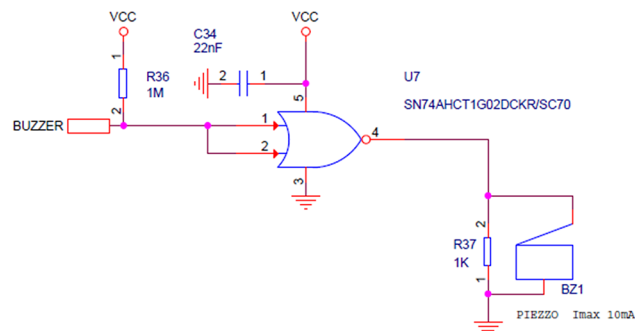 VCC
VCC
C34
22nF
1
R36
1M
2
2
1
5
U7
SN74AHCT1G02DCKR/SC70
BUZZER
1
2
4
3
2
R37
1K
1
BZ1
PIEZZO Imax 10mA